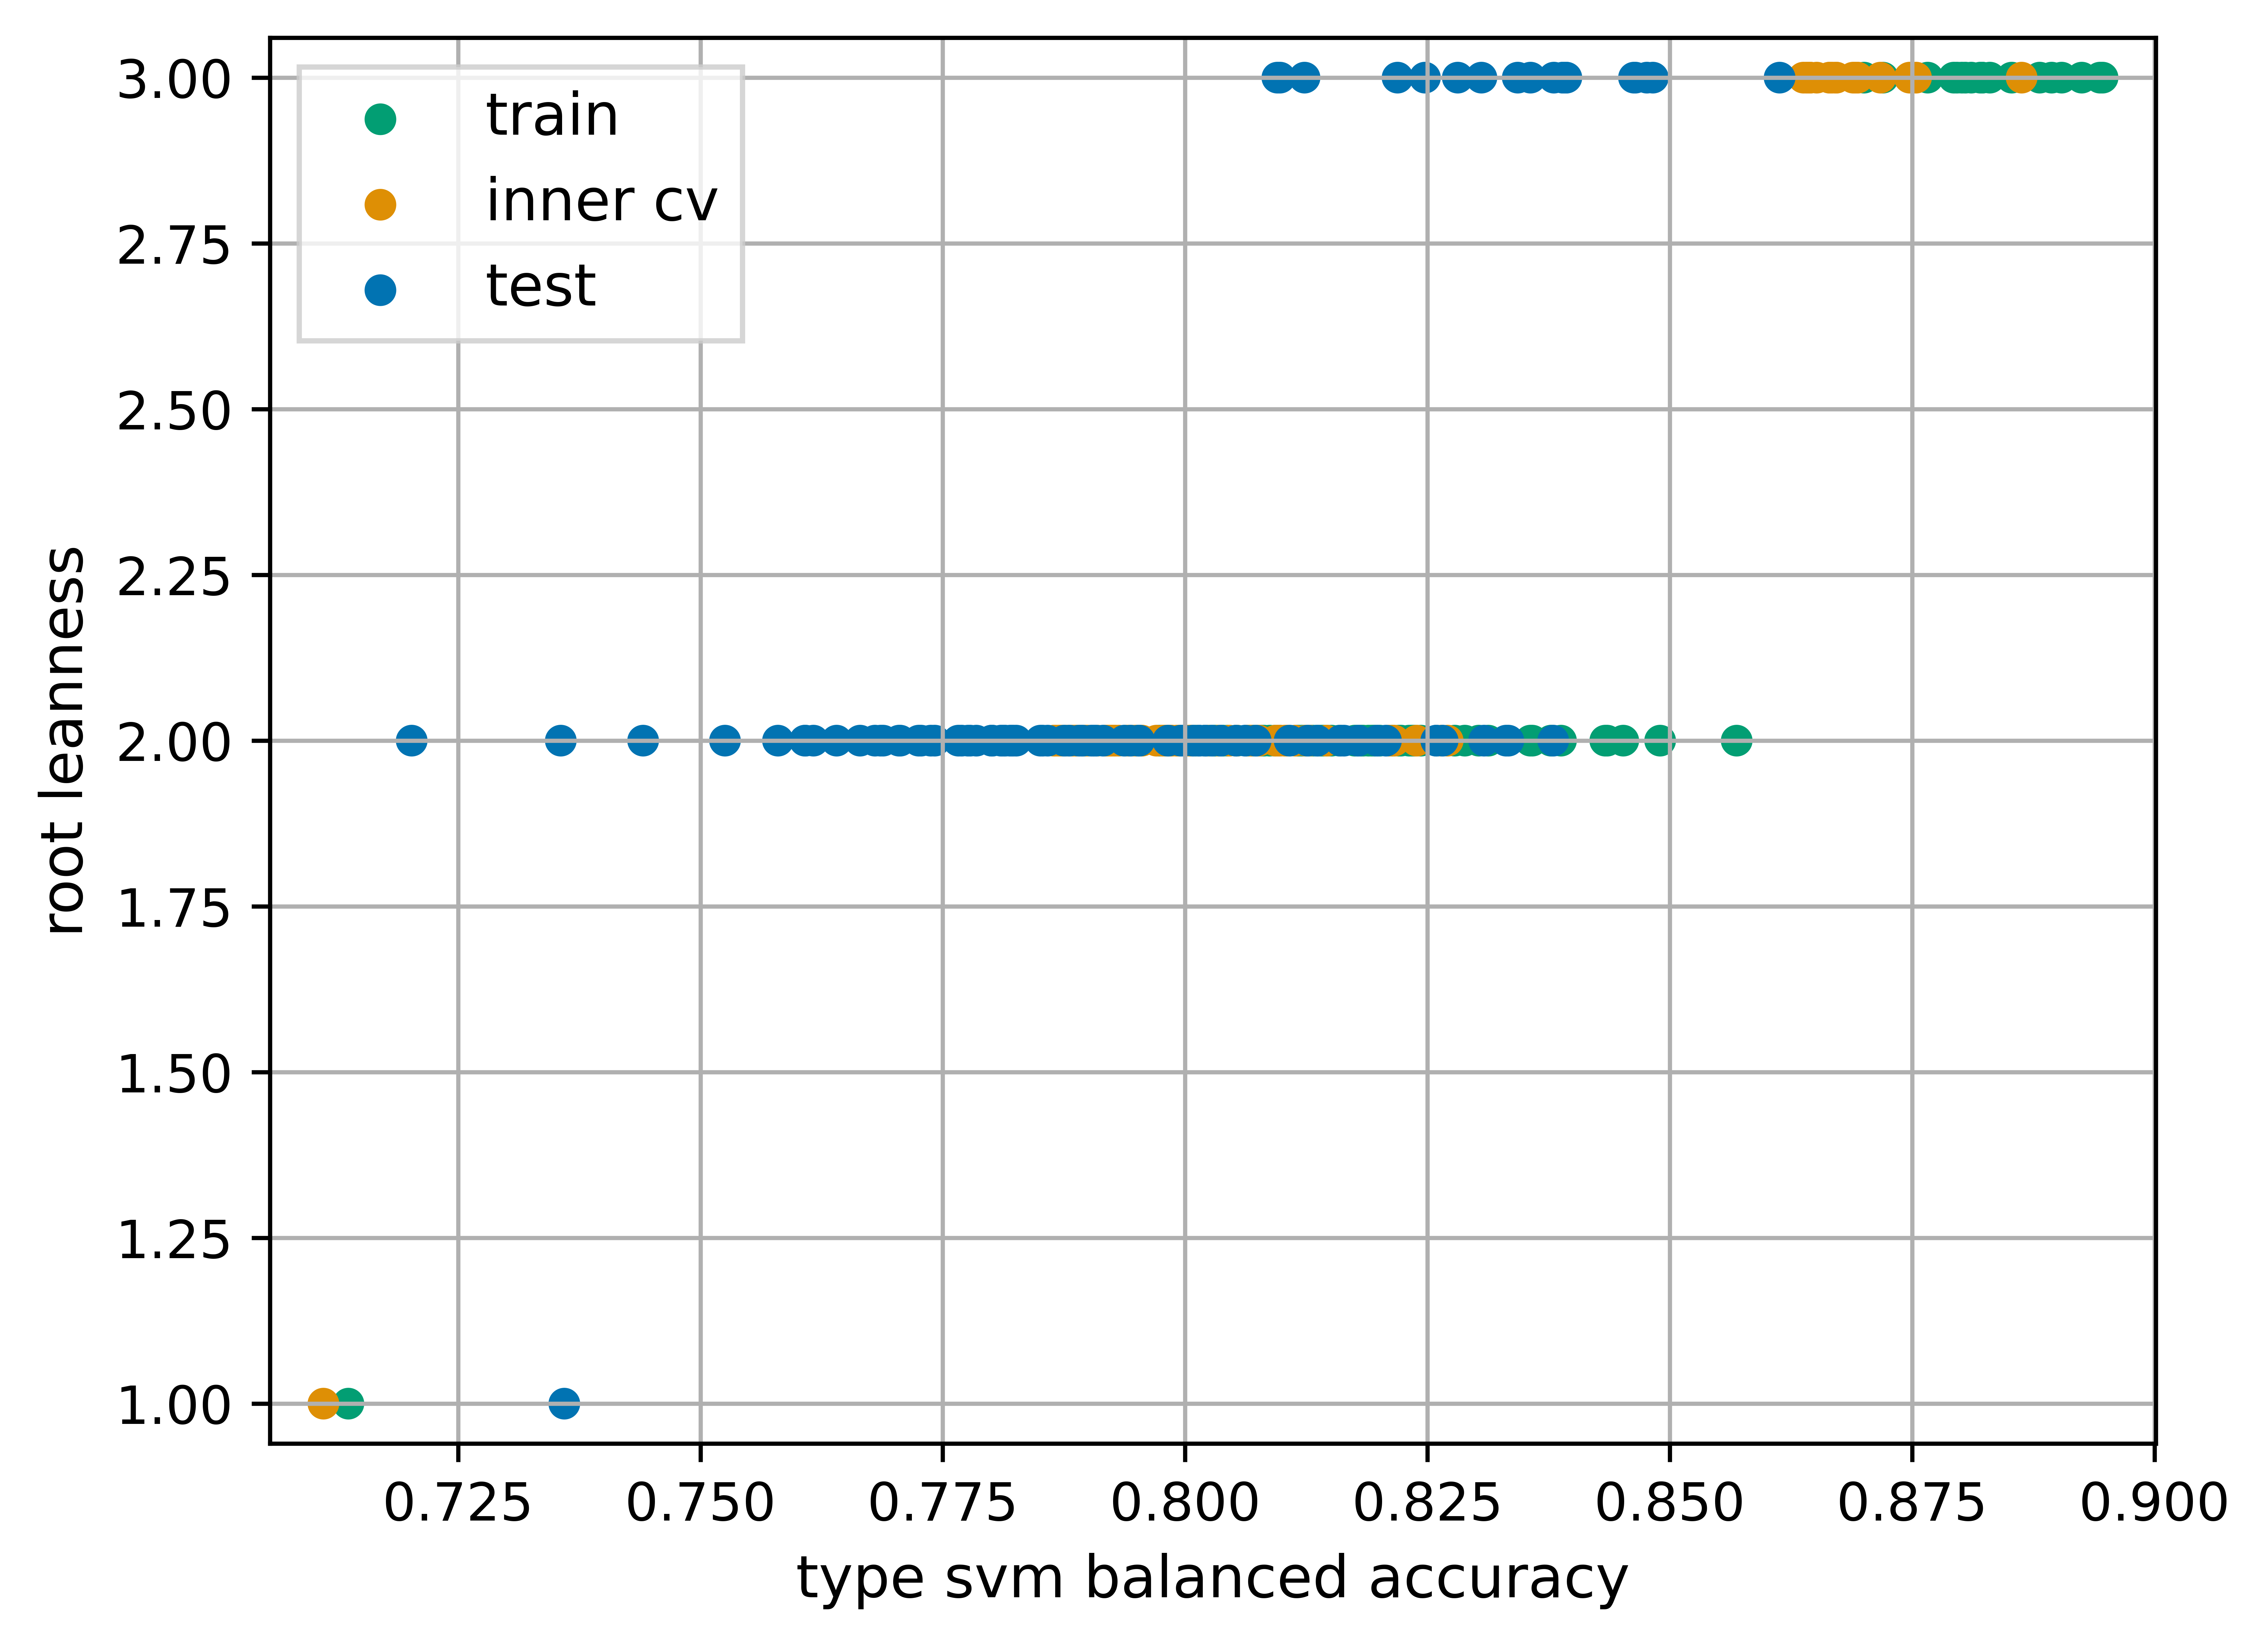 3.00
2.75
2.50
2.25
2.00
1.75
1.50
1.25
1.00
root leanness
train
inner cv
test
0.725 0.750 0.775 0.800 0.825 0.850 0.875 0.900
type svm balanced accuracy